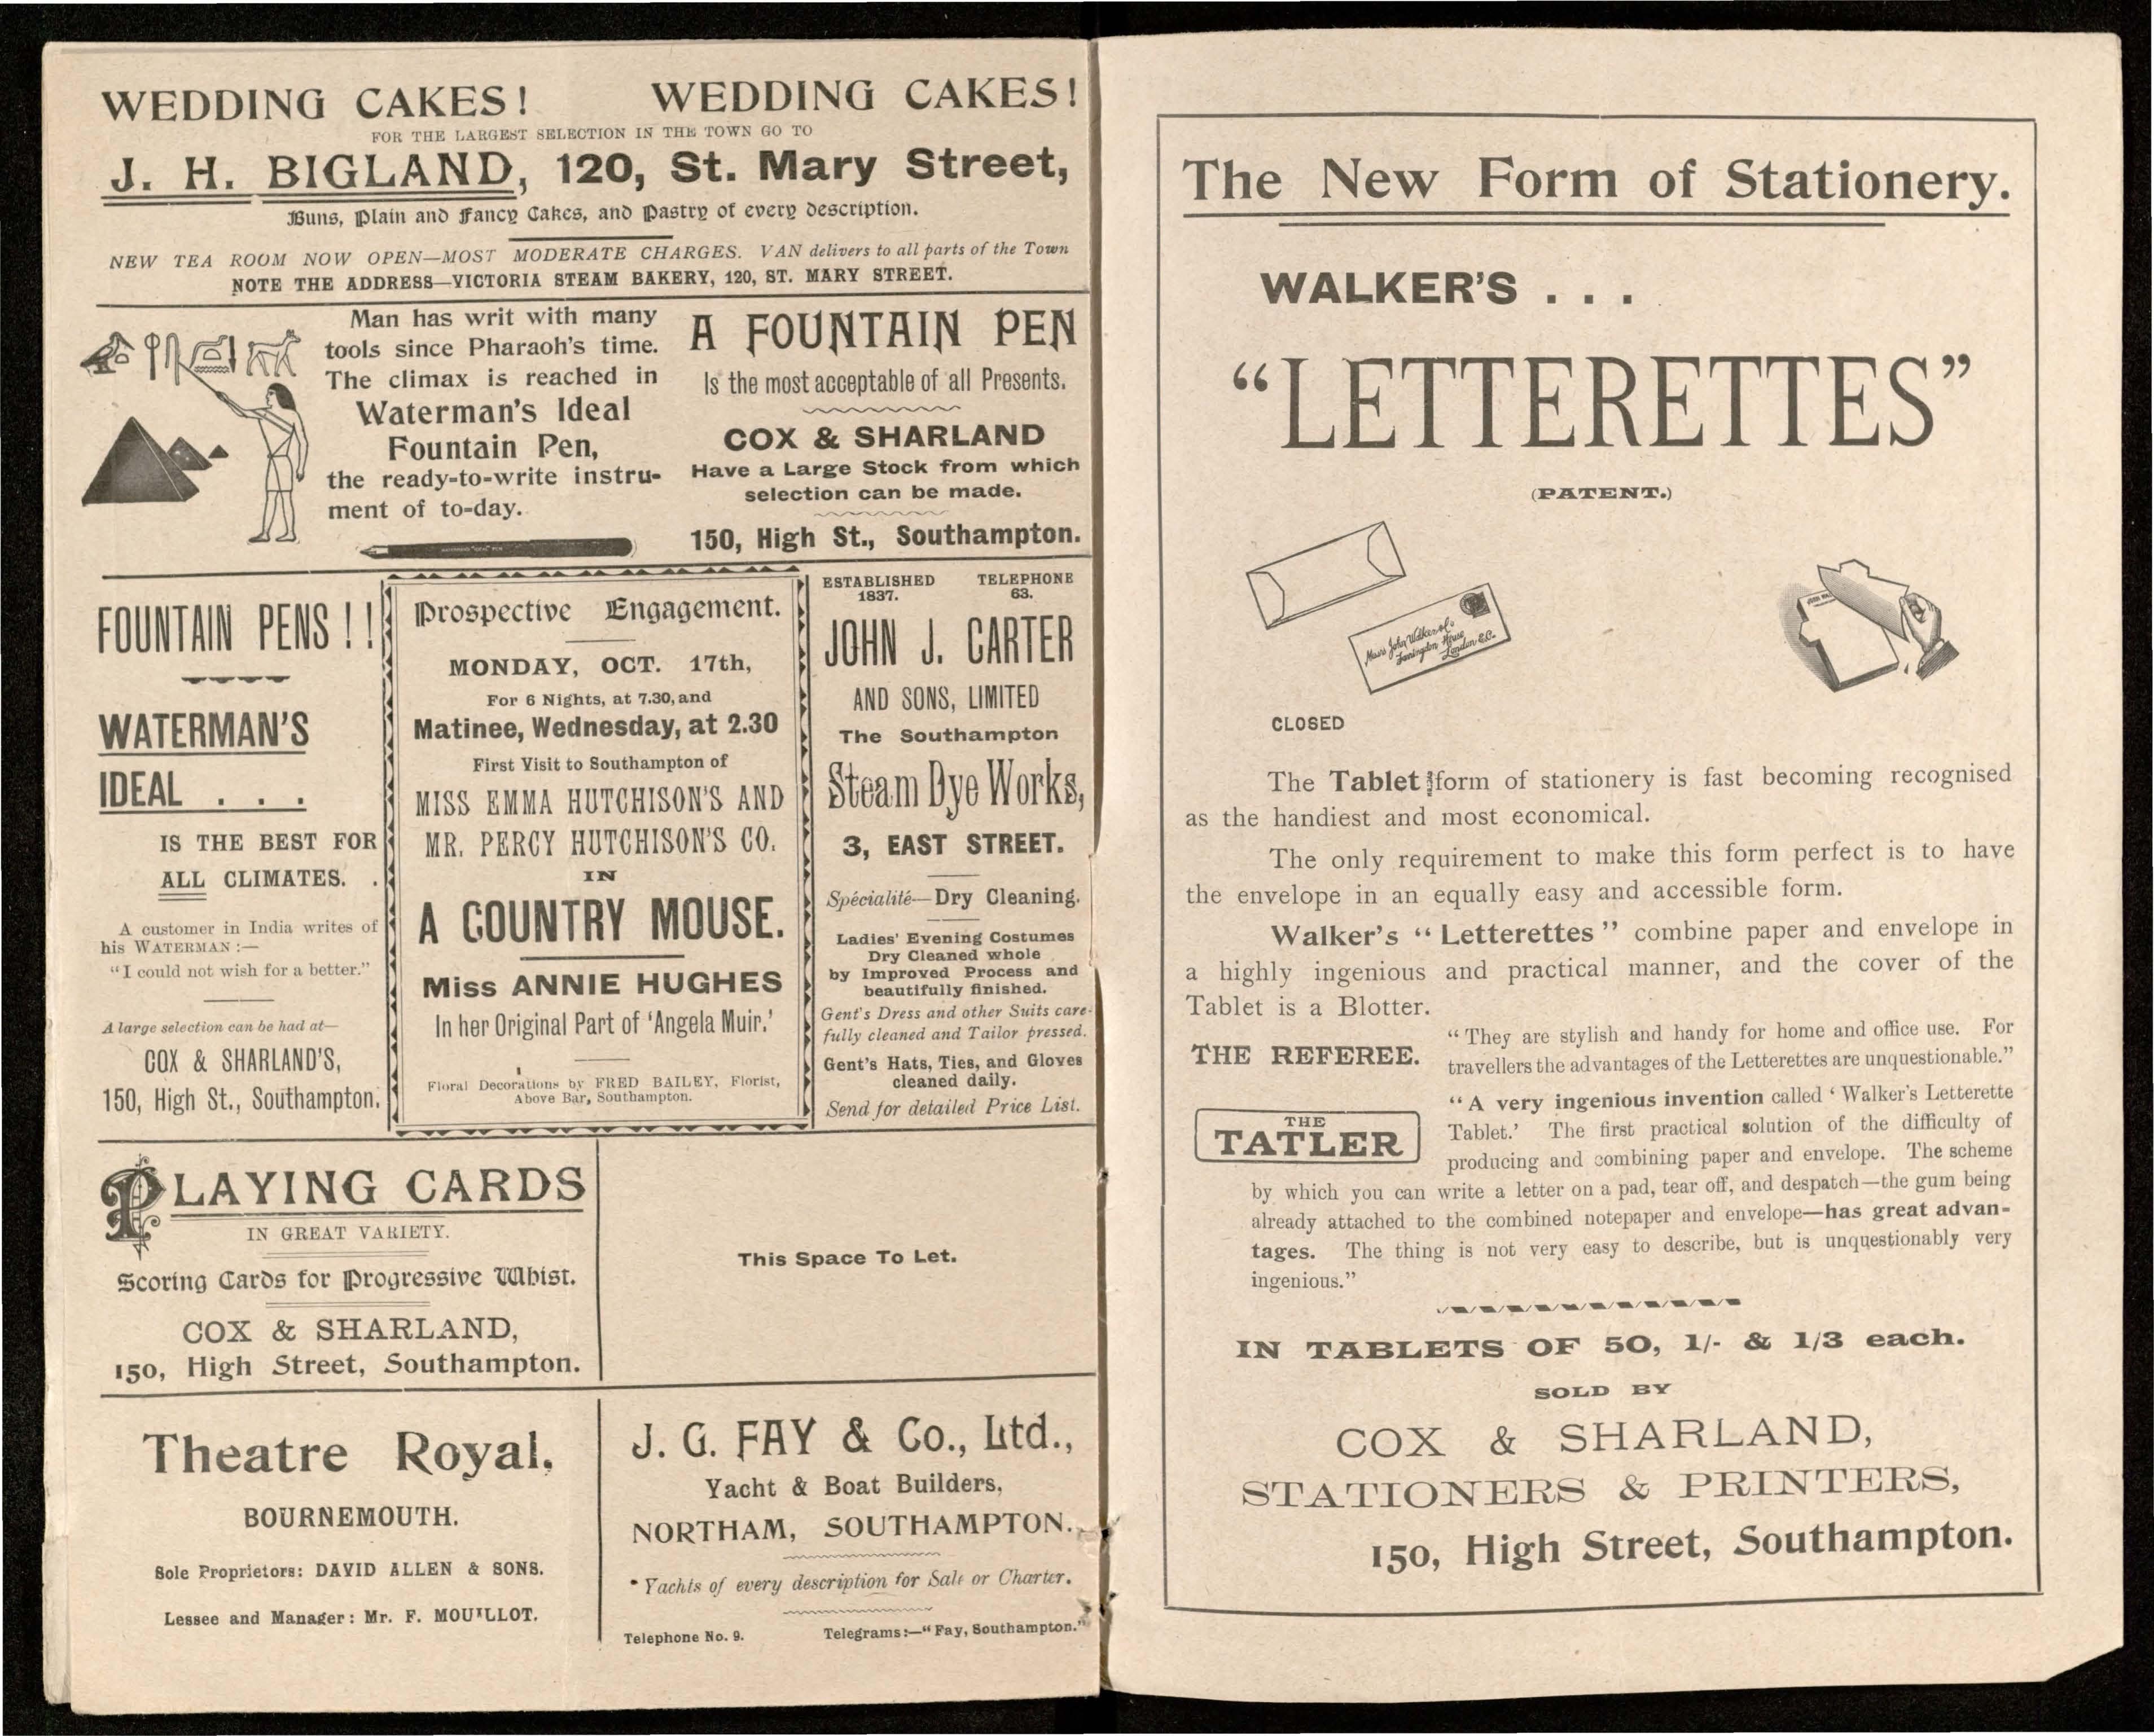 WEDDING CAKES! WEDDING CAKES!
FOR THE LARGEST SELECTION IN THE TOWN GO TO
J. H. BIGLAND, 120, St. Mary Street,
Buns, Plain and Fancy Cakes, and Pastry of every description.
NEW TEA ROOM NOW OPEN—MOST MODERATE CHARGES. VAN delivers to all parts of the Town
NOTE THE ADDRESS—VICTORIA STEAM BAKERY, 120, ST. MARY STREET.
Man has writ with many
tools since Pharaoh's time.
The climax is reached in
Waterman's Ideal
Fountain Pen,
the ready-to-write instru-
ment of to-day.
A FOUNTAIN PEN
Is the most acceptable of all Presents.
COX & SHARLAND
Have a Large Stock from which
selection can be made.
150, High St., Southampton.
FOUNTAIN PENS!!
WATERMAN'S
IDEAL . . .
IS THE BEST FOR
ALL CLIMATES. .
A customer in India writes of
his WATERMAN:—
"I could not wish for a better."
A large selection can be had at—
COX & SHARLAND'S,
150, High St., Southampton.
Prospective Engagement.
MONDAY, OCT. 17th,
For 6 Nights, at 7.30, and
Matinee, Wednesday, at 2.30
First Visit to Southampton of
MISS EMMA HUTCHISON'S AND
MR. PERCY HUTCHISON'S CO.
IN
A COUNTRY MOUSE.
Miss ANNIE HUGHES
In her Original Part of 'Angela Muir.'
Floral Decorations by FRED BAILEY, Florist,
Above Bar, Southampton.
ESTABLISHED TELEPHONE
1837. 63.
JOHN J. CARTER
AND SONS, LIMITED
The Southampton
Steam Dye Works,
3, EAST STREET.
Spécialité—Dry Cleaning.
Ladies' Evening Costumes
Dry Cleaned whole
by Improved Process and
beautifully finished.
Gent's Dress and other Suits care-
fully cleaned and Tailor pressed.
Gent's Hats, Ties, and Gloves
cleaned daily.
Send for detailed Price List.
PLAYING CARDS
IN GREAT VARIETY.
Scoring Cards for Progressive Whist.
COX & SHARLAND,
150, High Street, Southampton.
This Space To Let.
Theatre Royal,
BOURNEMOUTH.
Sole Proprietors: DAVID ALLEN & SONS.
Lessee and Manager: Mr. F. MOUILLOT.
J. G. FAY & Co., Ltd.,
Yacht & Boat Builders,
NORTHAM, SOUTHAMPTON.
Yachts of every description for Sale or Charter.
Telephone No. 9. Telegrams:—"Fay, Southampton."
The New Form of Stationery.
WALKER'S . . .
"LETTERETTES"
(PATENT.)
Messrs John Walker & Co
Farringdon House
London E.C.
CLOSED
The Tablet form of stationery is fast becoming recognised
as the handiest and most economical.
The only requirement to make this form perfect is to have
the envelope in an equally easy and accessible form.
Walker's "Letterettes" combine paper and envelope in
a highly ingenious and practical manner, and the cover of the
Tablet is a Blotter.
THE REFEREE.
"They are stylish and handy for home and office use. For
travellers the advantages of the Letterettes are unquestionable."
THE
TATLER
"A very ingenious invention called 'Walker's Letterette
Tablet.' The first practical solution of the difficulty of
producing and combining paper and envelope. The scheme
by which you can write a letter on a pad, tear off, and despatch—the gum being
already attached to the combined notepaper and envelope—has great advan-
tages. The thing is not very easy to describe, but is unquestionably very
ingenious."
IN TABLETS OF 50, 1/- & 1/3 each.
SOLD BY
COX & SHARLAND,
STATIONERS & PRINTERS,
150, High Street, Southampton.